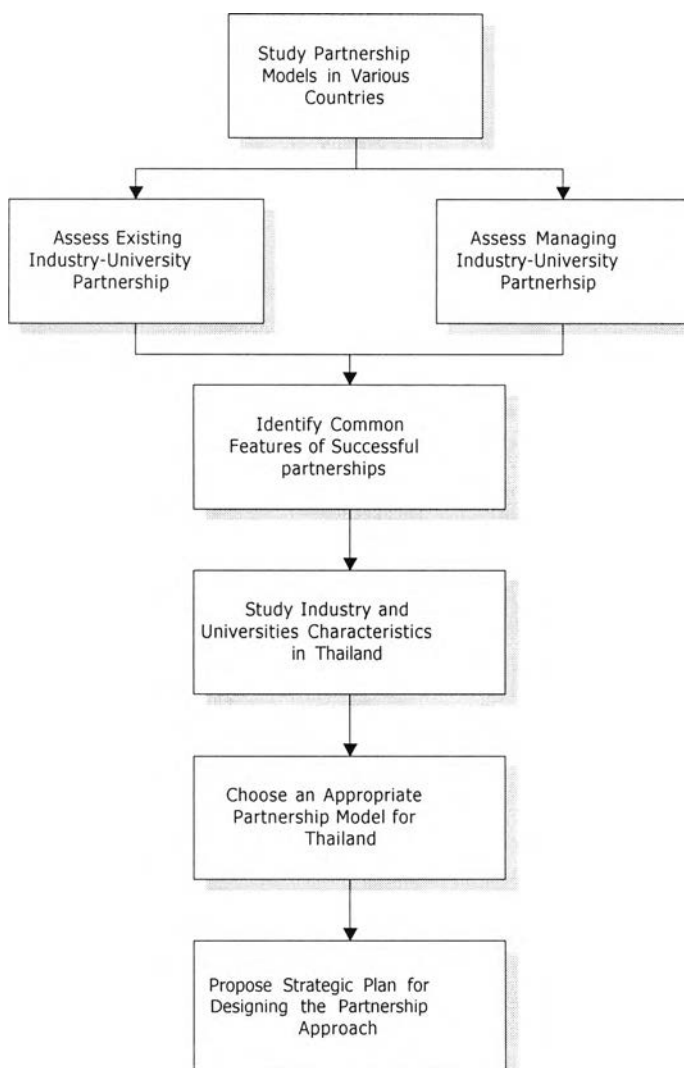 Study Partnership
Models in Various
Countries
Assess Existing
Industry-University
Partnership
Assess Managing
Industry-University
Partnerhsip
Identify Common
Features of Successful
partnerships
Study Industry and
Universities Characteristics
in Thailand
Choose an Appropriate
Partnership Model for
Thailand
Propose Strategic Plan for
Designing the Partnership
Approach